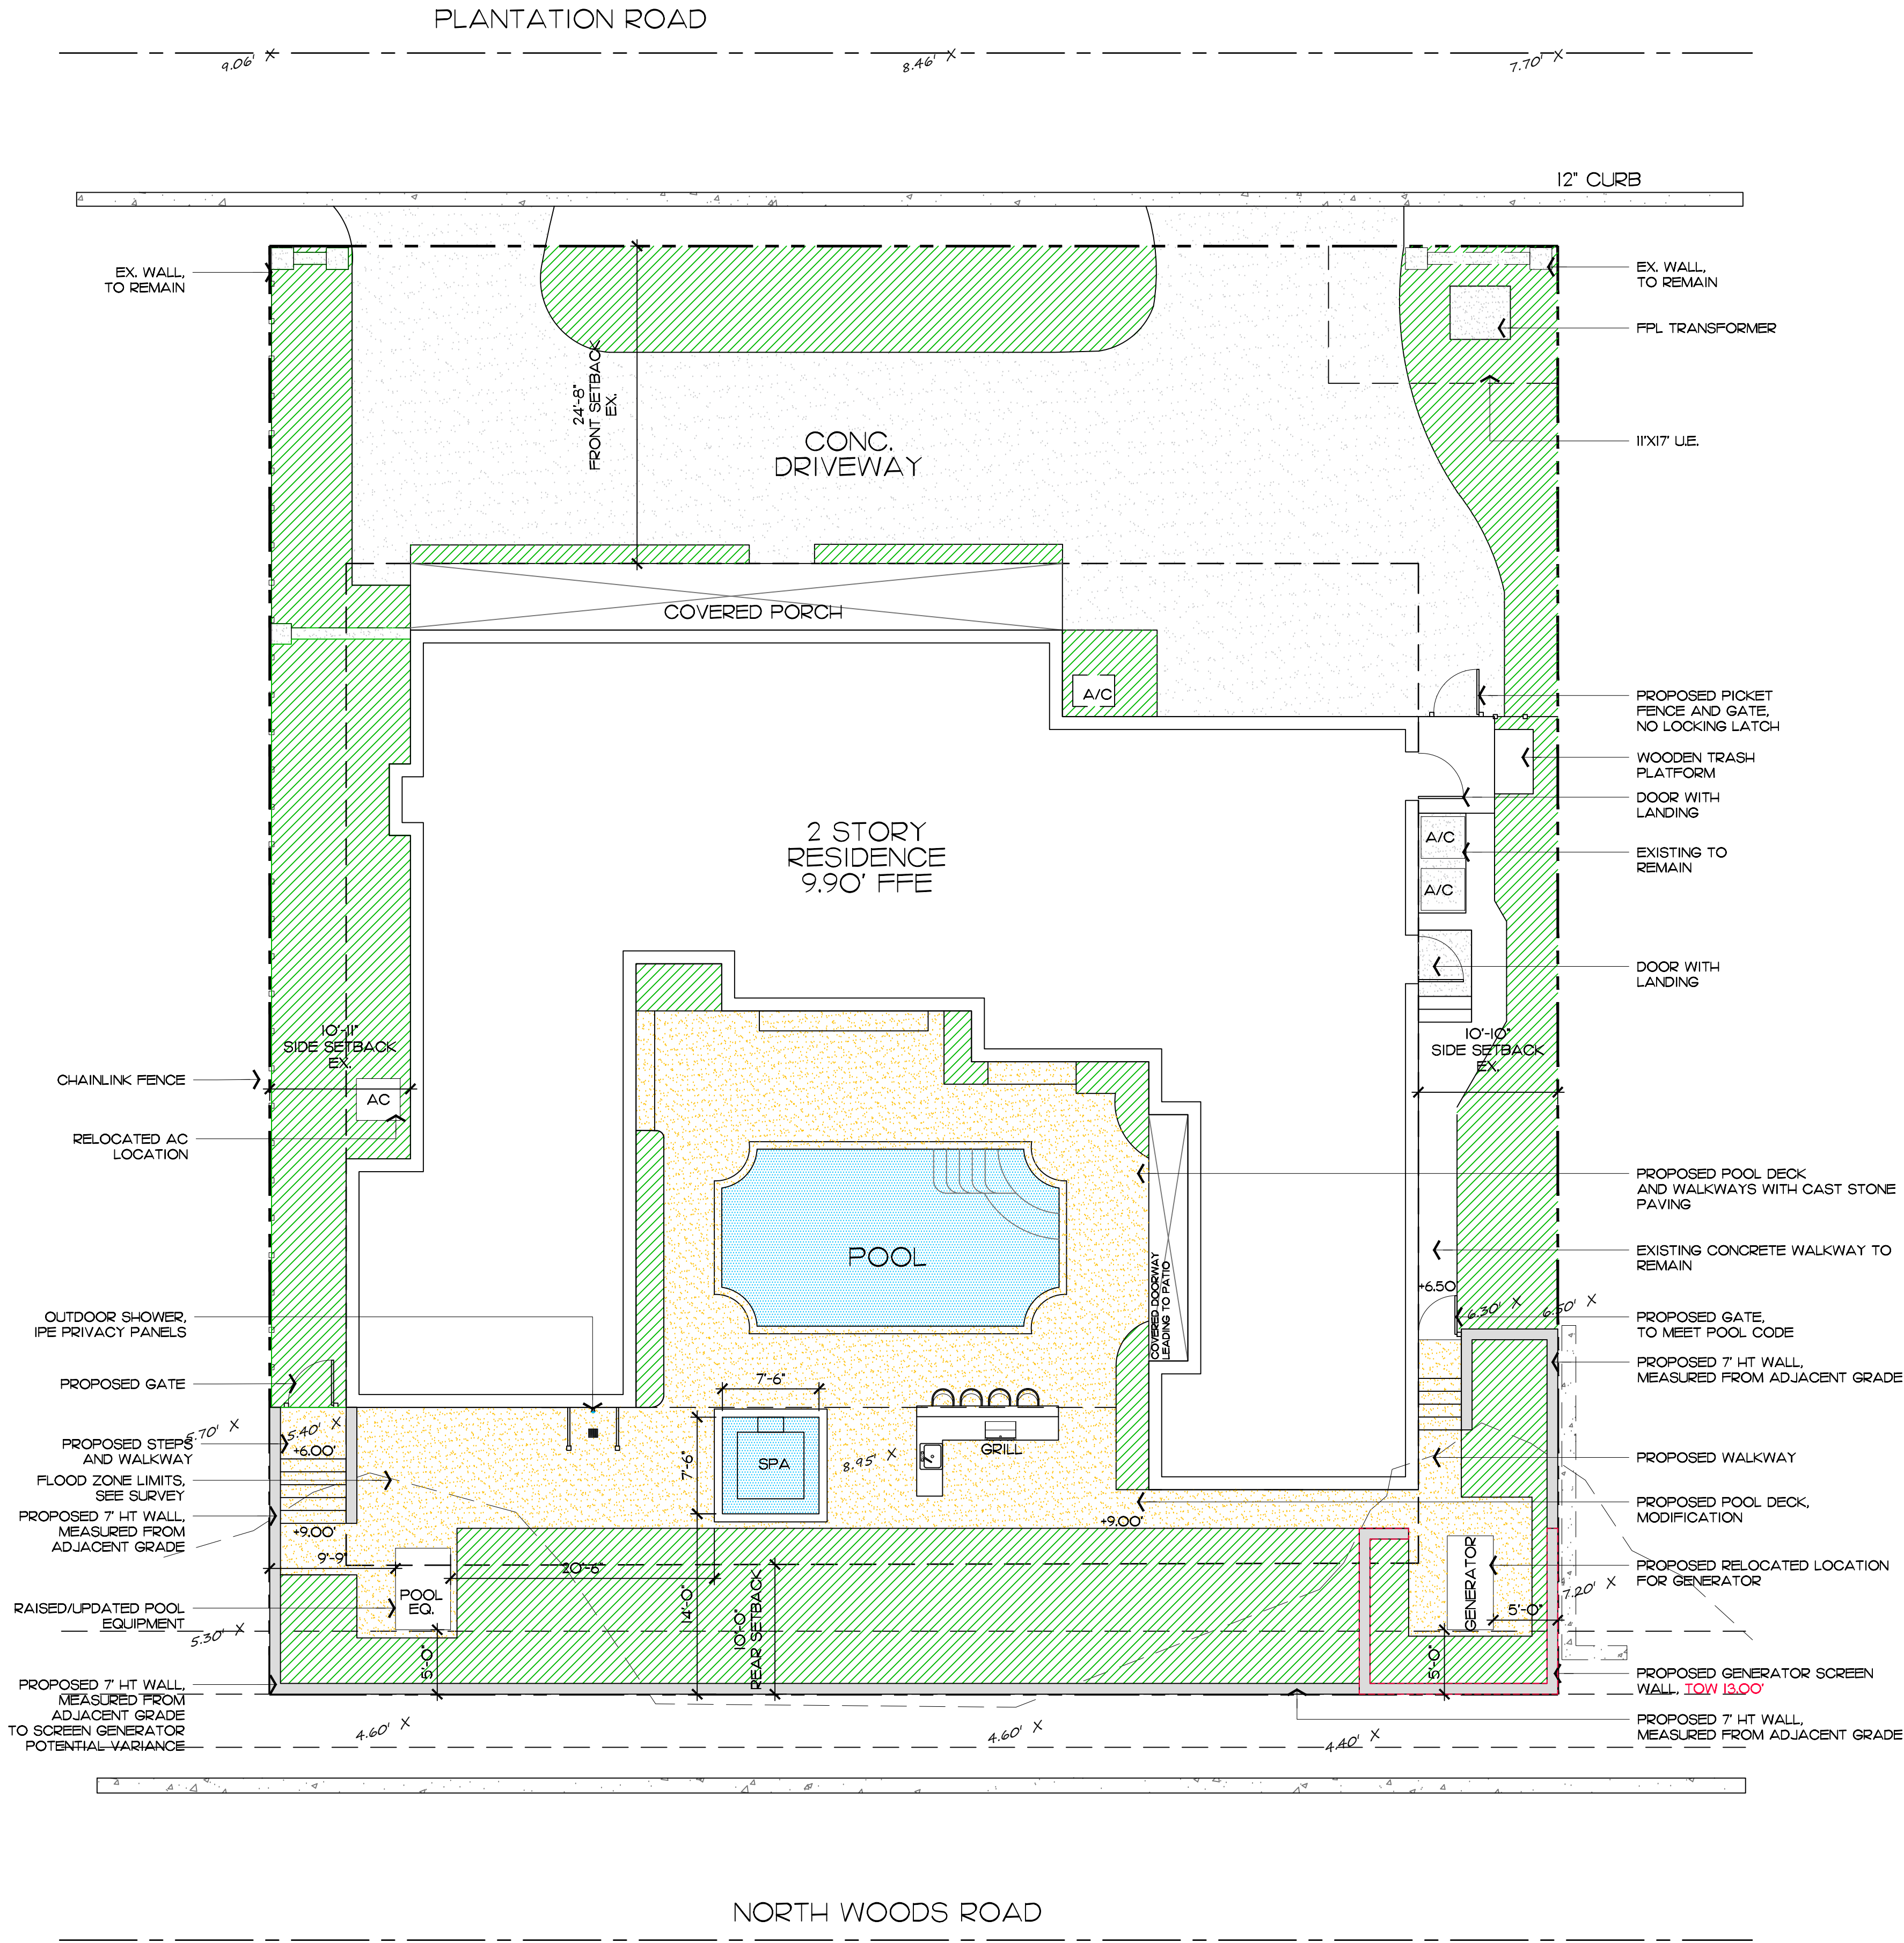 PLANTATION ROAD
9.06' X
8.46' X
7.70' X
12" CURB
EX. WALL,
TO REMAIN
EX. WALL,
TO REMAIN
FPL TRANSFORMER
24'-8"
FRONT SETBACK
EX.
CONC.
DRIVEWAY
11'X17' U.E.
COVERED PORCH
A/C
PROPOSED PICKET
FENCE AND GATE,
NO LOCKING LATCH
WOODEN TRASH
PLATFORM
DOOR WITH
LANDING
2 STORY
RESIDENCE
9.90' FFE
A/C
A/C
EXISTING TO
REMAIN
DOOR WITH
LANDING
10'-11"
SIDE SETBACK
EX.
10'-10"
SIDE SETBACK
EX.
CHAINLINK FENCE
AC
RELOCATED AC
LOCATION
PROPOSED POOL DECK
AND WALKWAYS WITH CAST STONE
PAVING
POOL
COVERED DOORWAY
LEADING TO PATIO
EXISTING CONCRETE WALKWAY TO
REMAIN
+6.50
6.30' X
6.50' X
OUTDOOR SHOWER,
IPE PRIVACY PANELS
PROPOSED GATE,
TO MEET POOL CODE
PROPOSED 7' HT WALL,
MEASURED FROM ADJACENT GRADE
PROPOSED GATE
7'-6"
5.70' X
5.40' X
PROPOSED STEPS
AND WALKWAY
+6.00'
7'-6"
SPA
8.95' X
GRILL
PROPOSED WALKWAY
FLOOD ZONE LIMITS,
SEE SURVEY
PROPOSED 7' HT WALL,
MEASURED FROM
ADJACENT GRADE
+9.00'
+9.00'
PROPOSED POOL DECK,
MODIFICATION
9'-9"
20'-6"
POOL
EQ.
14'-0"
10'-0"
REAR SETBACK
GENERATOR
PROPOSED RELOCATED LOCATION
FOR GENERATOR
7.20' X
5'-0"
RAISED/UPDATED POOL
EQUIPMENT
5.30' X
5'-0"
5'-0"
PROPOSED GENERATOR SCREEN
WALL, TOW 13.00'
PROPOSED 7' HT WALL,
MEASURED FROM
ADJACENT GRADE
TO SCREEN GENERATOR
POTENTIAL VARIANCE
PROPOSED 7' HT WALL,
MEASURED FROM ADJACENT GRADE
4.60' X
4.60' X
4.40' X
NORTH WOODS ROAD